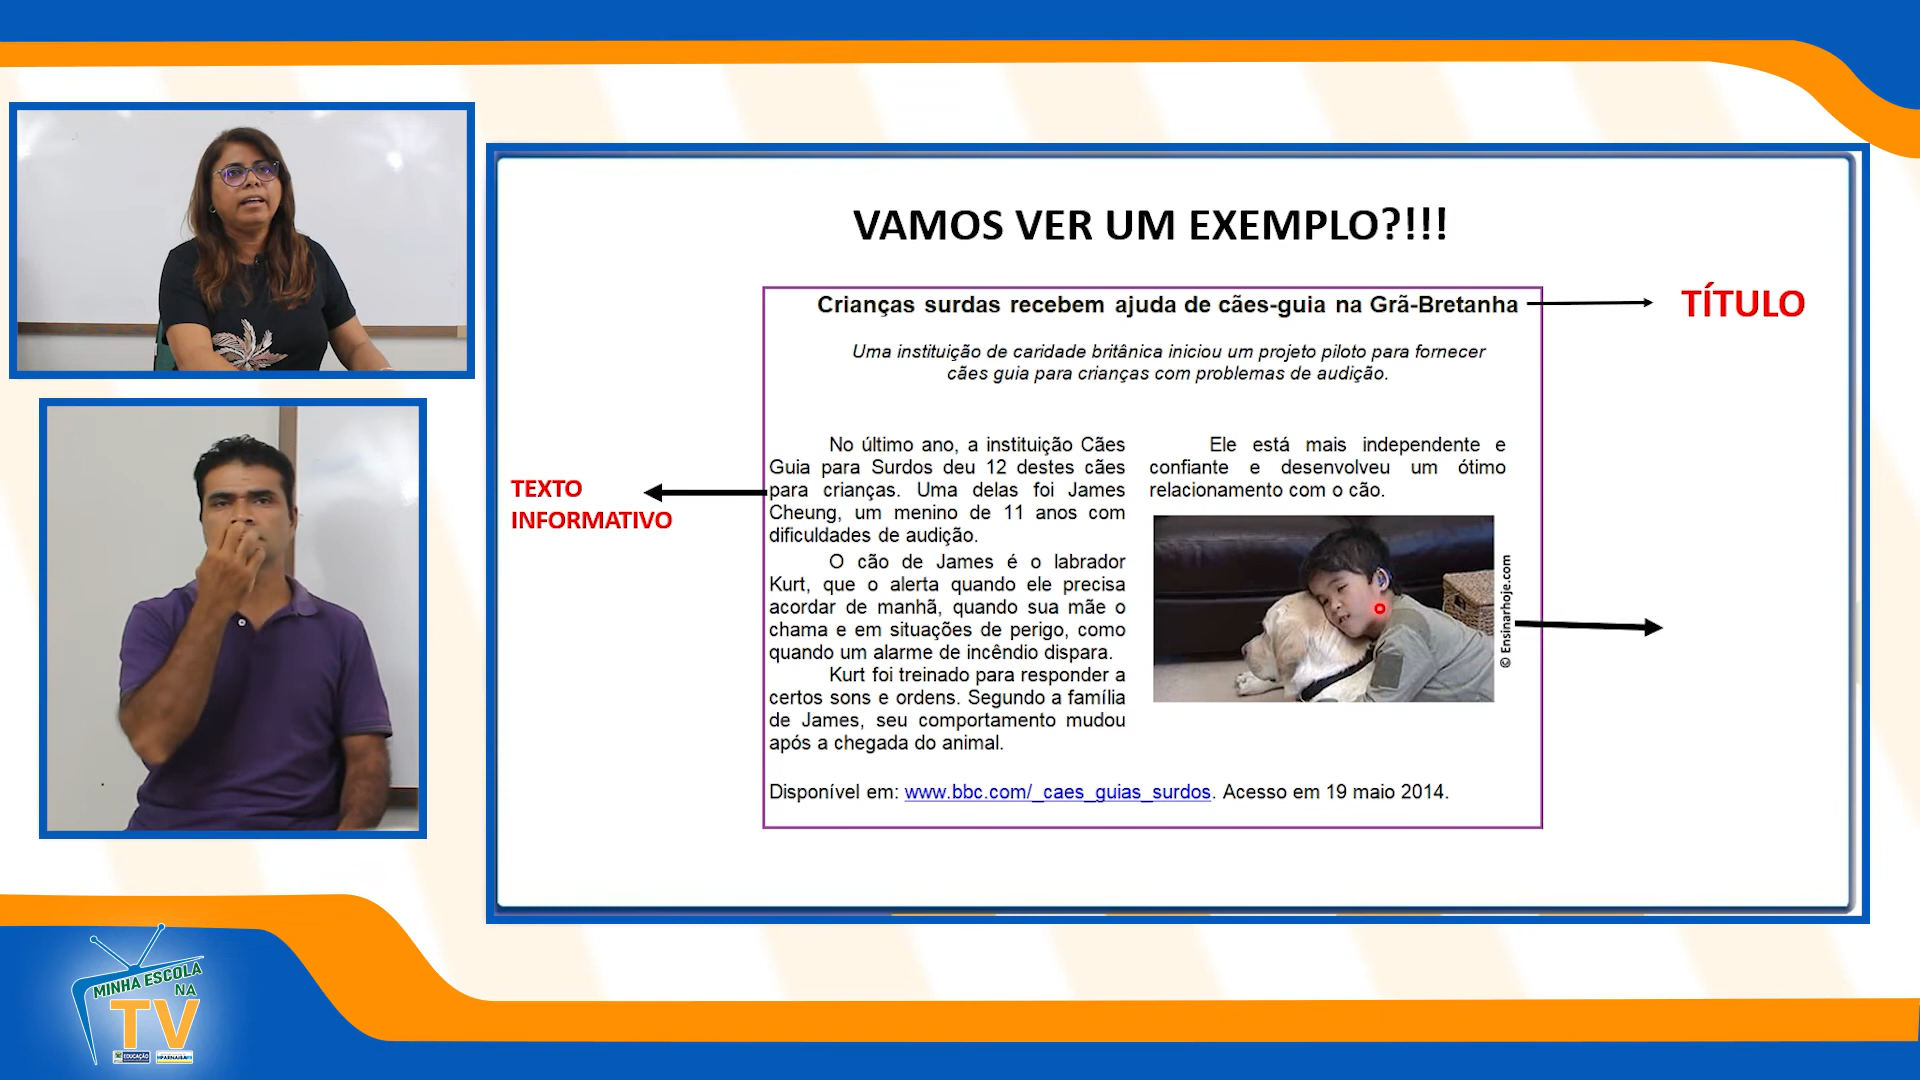 VAMOS VER UM EXEMPLO?!!!
Crianças surdas recebem ajuda de cães-guia na Grã-Bretanha
TÍTULO
Uma instituição de caridade britânica iniciou um projeto piloto para fornecer
cães guia para crianças com problemas de audição.
TEXTO
INFORMATIVO
No último ano, a instituição Cães
Guia para Surdos deu 12 destes cães
para crianças. Uma delas foi James
Cheung, um menino de 11 anos com
dificuldades de audição.
O cão de James é o labrador
Kurt, que o alerta quando ele precisa
acordar de manhã, quando sua mãe o
chama e em situações de perigo, como
quando um alarme de incêndio dispara.
Kurt foi treinado para responder a
certos sons e ordens. Segundo a família
de James, seu comportamento mudou
após a chegada do animal.
Ele está mais independente e
confiante e desenvolveu um ótimo
relacionamento com o cão.
© Ensinarhoje.com
Disponível em: www.bbc.com/_caes_guias_surdos. Acesso em 19 maio 2014.
MINHA ESCOLA
NA
TV
EDUCAÇÃO
PARNAÍBA